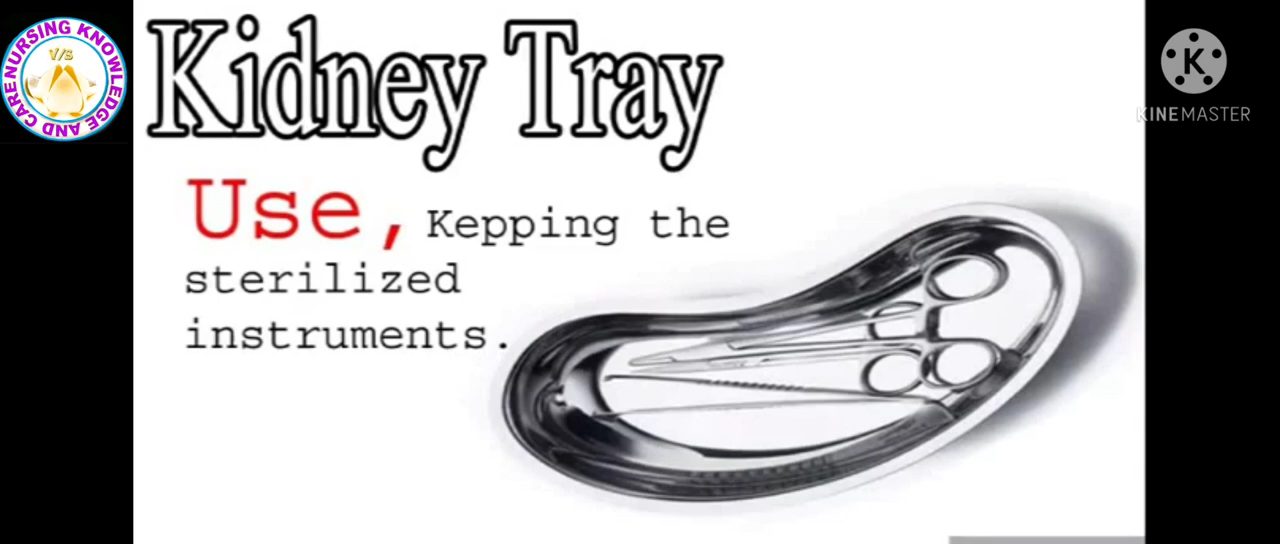 NURSING KNOWLEDGE AND CARE
V/S
Kidney Tray
K
KINEMASTER
Use, Kepping the
sterilized
instruments.